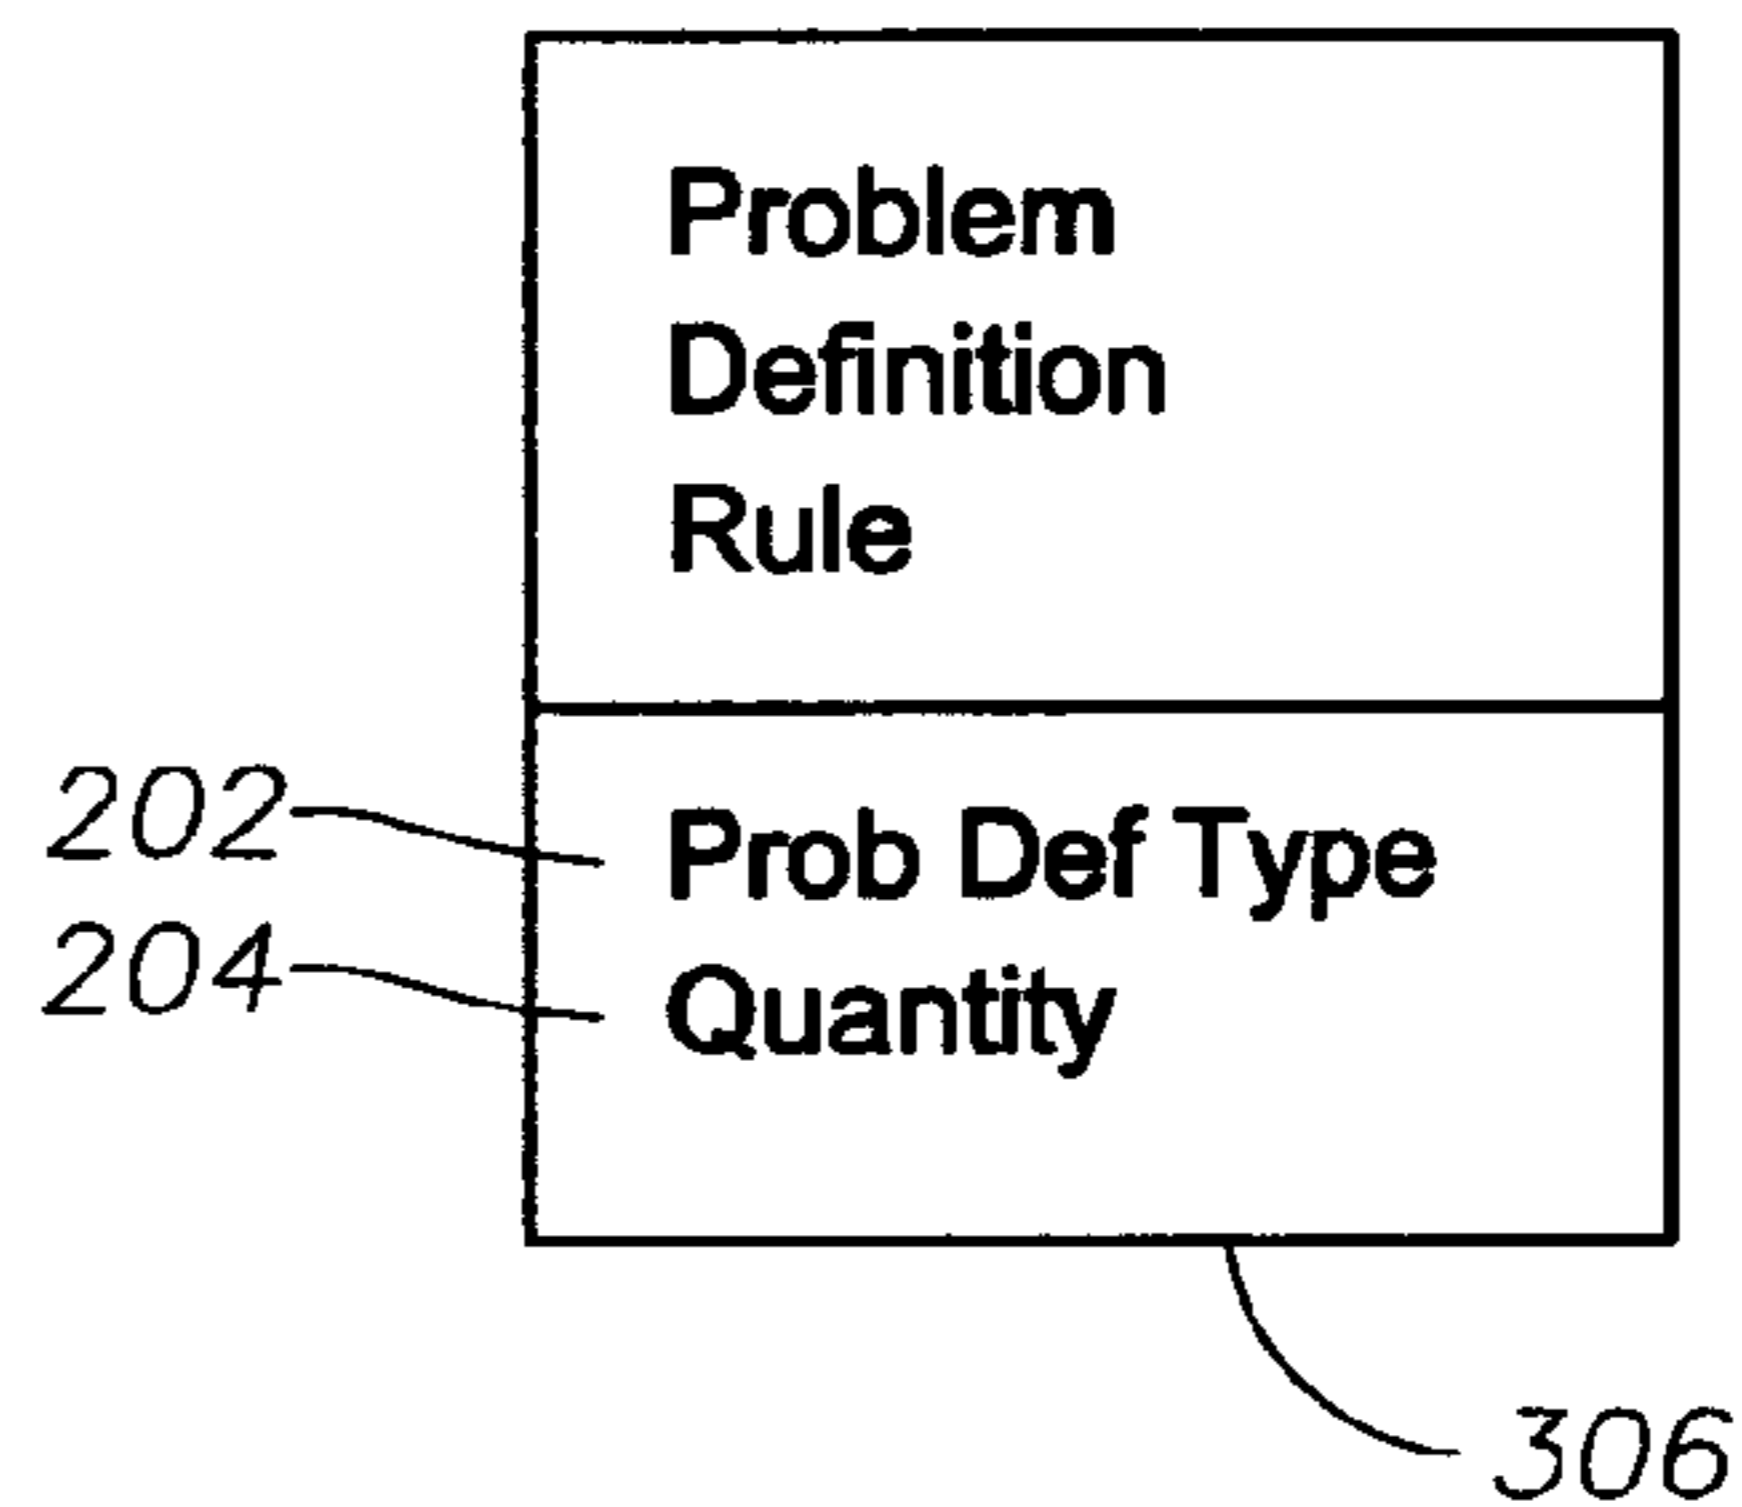 Problem
Definition
Rule
202 Prob Def Type
204 Quantity
306